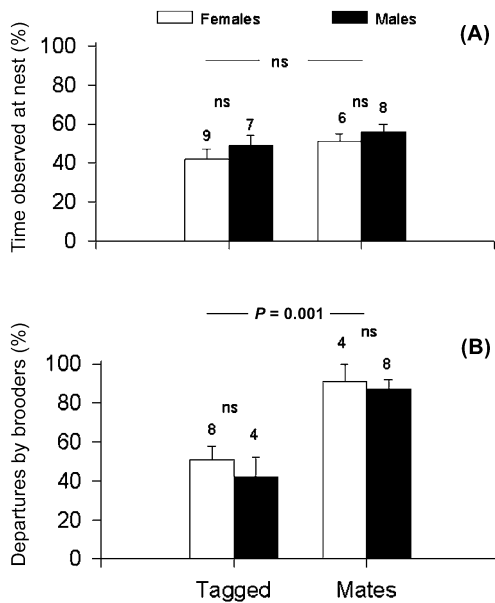 Females Males
(A)
Time observed at nest (%)
100
80
60
40
20
0
ns
ns ns
9 7 6 8
P = 0.001
(B)
Departures by brooders (%)
100
80
60
40
20
0
ns
4 8
ns
8 4
Tagged Mates